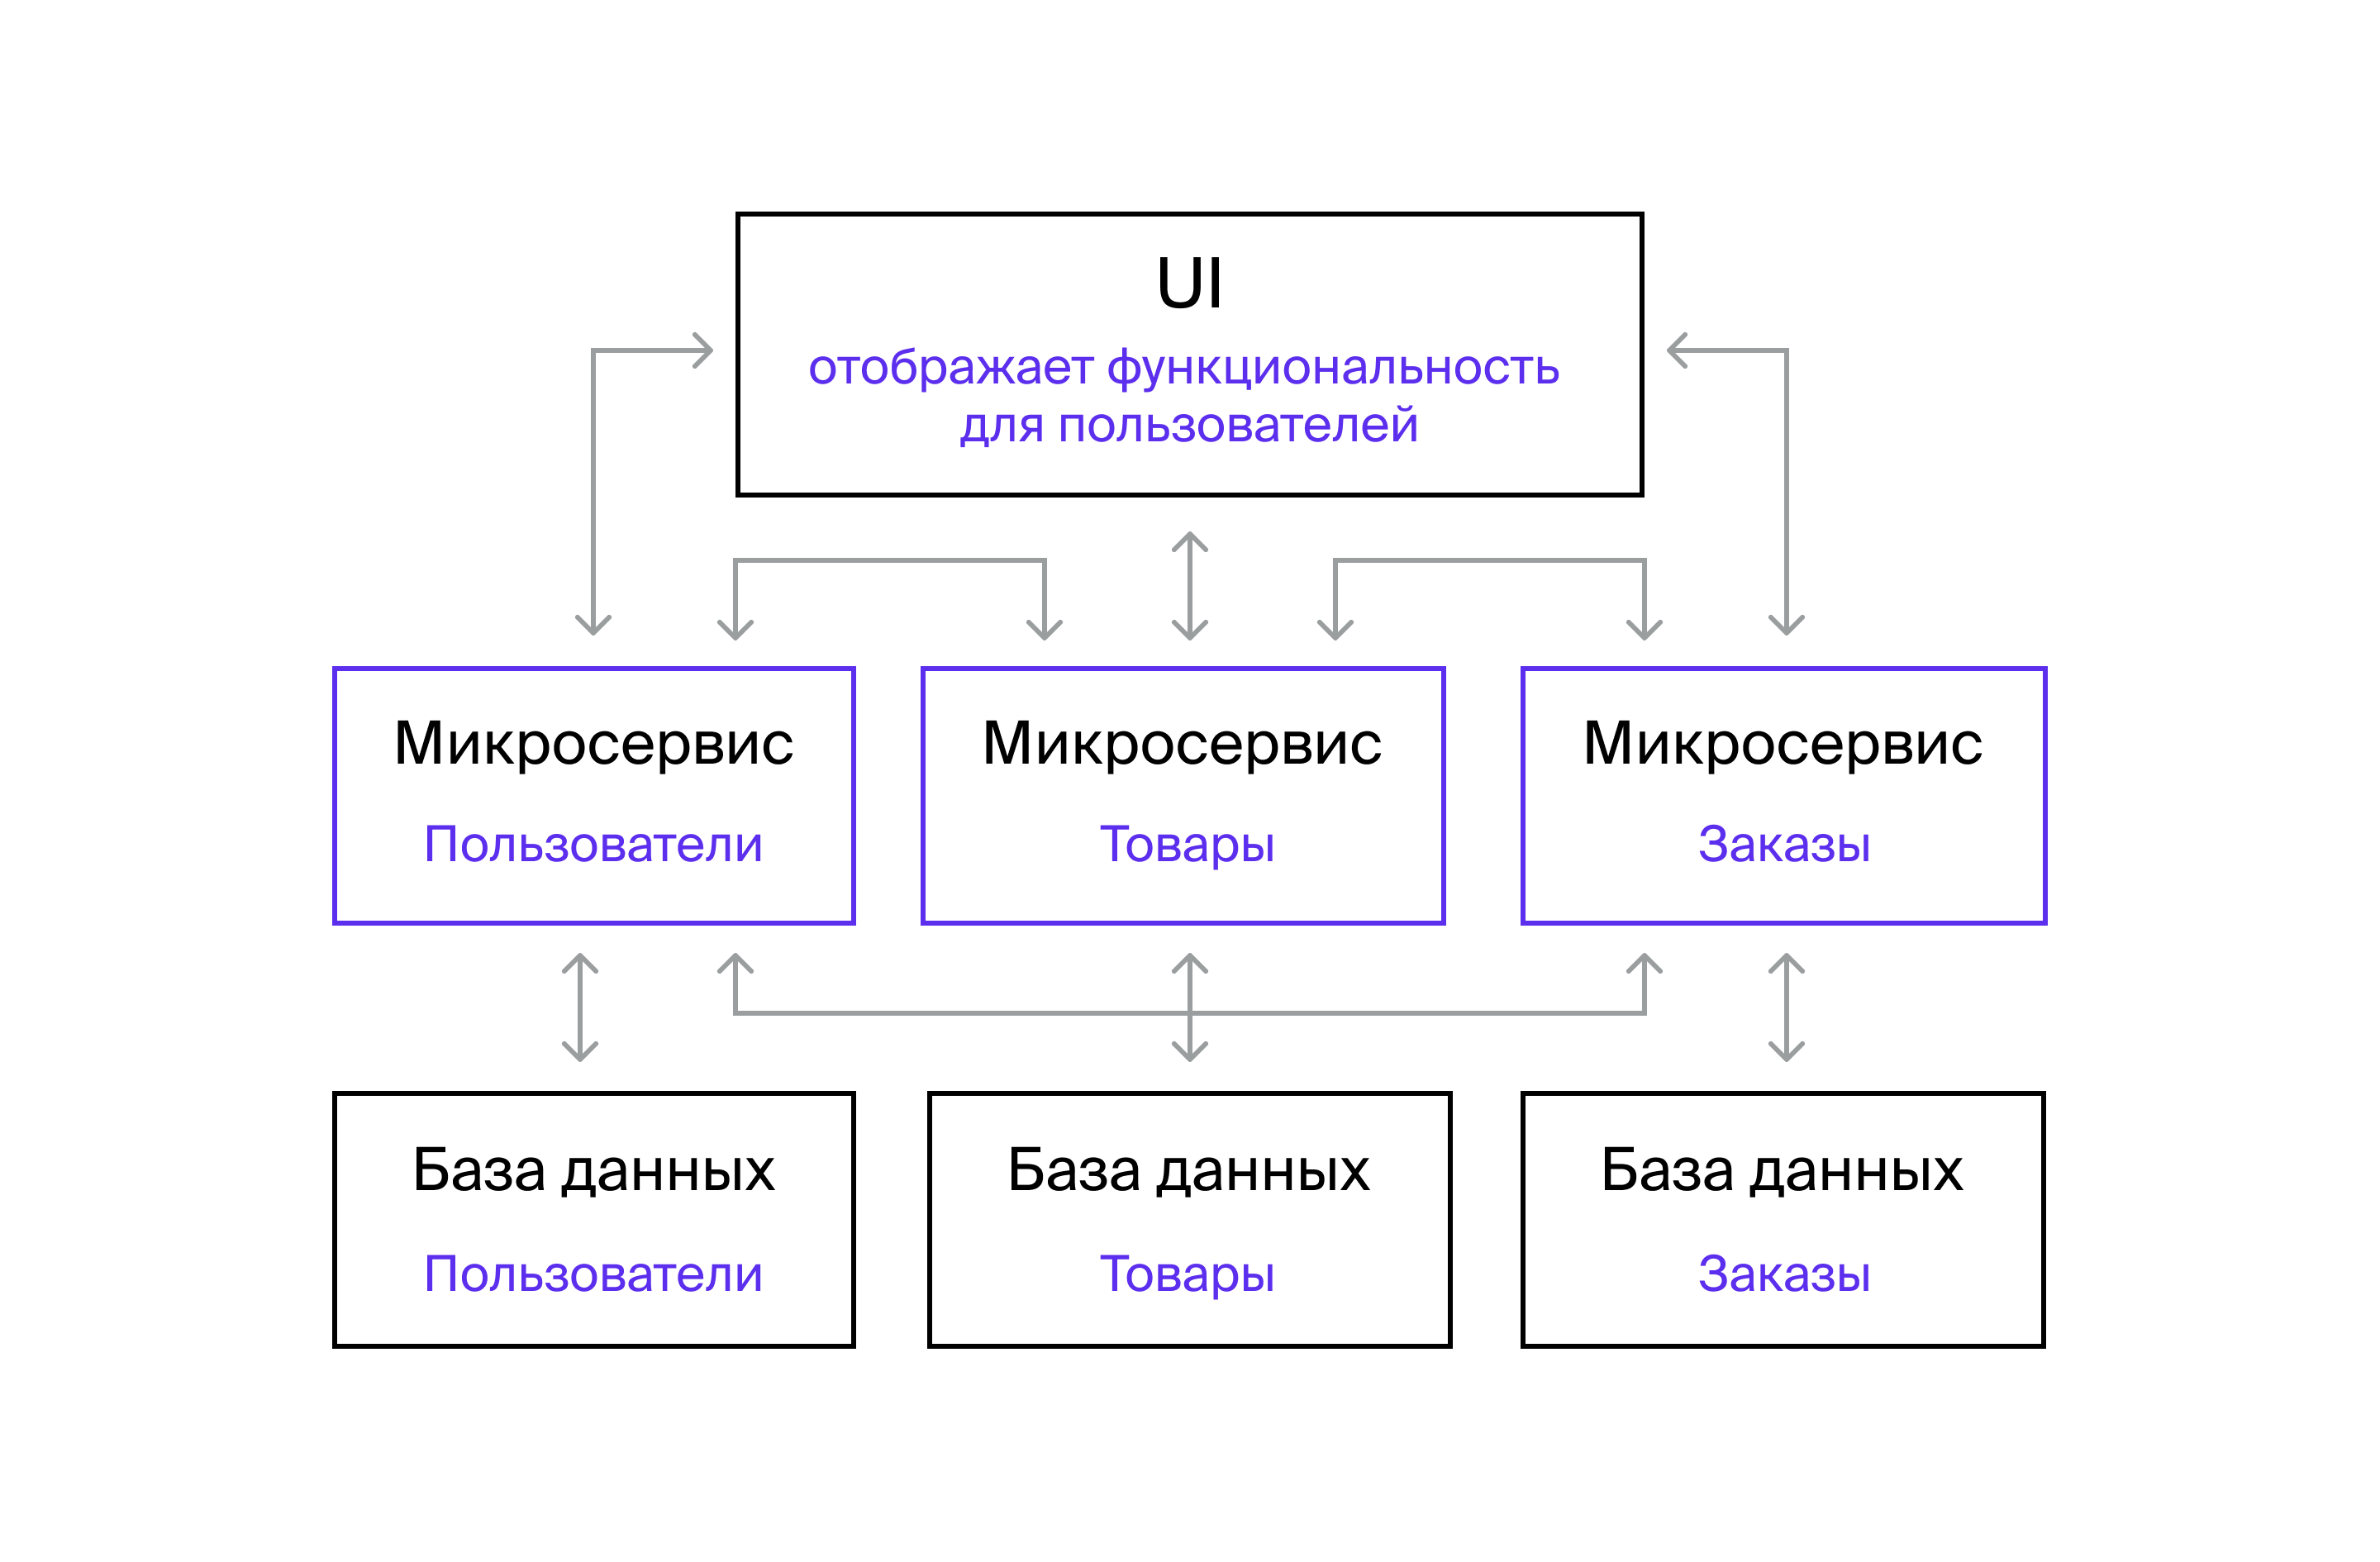 UI
отображает функциональность
для пользователей
Микросервис
Пользователи
Микросервис
Товары
Микросервис
Заказы
База данных
Пользователи
База данных
Товары
База данных
Заказы